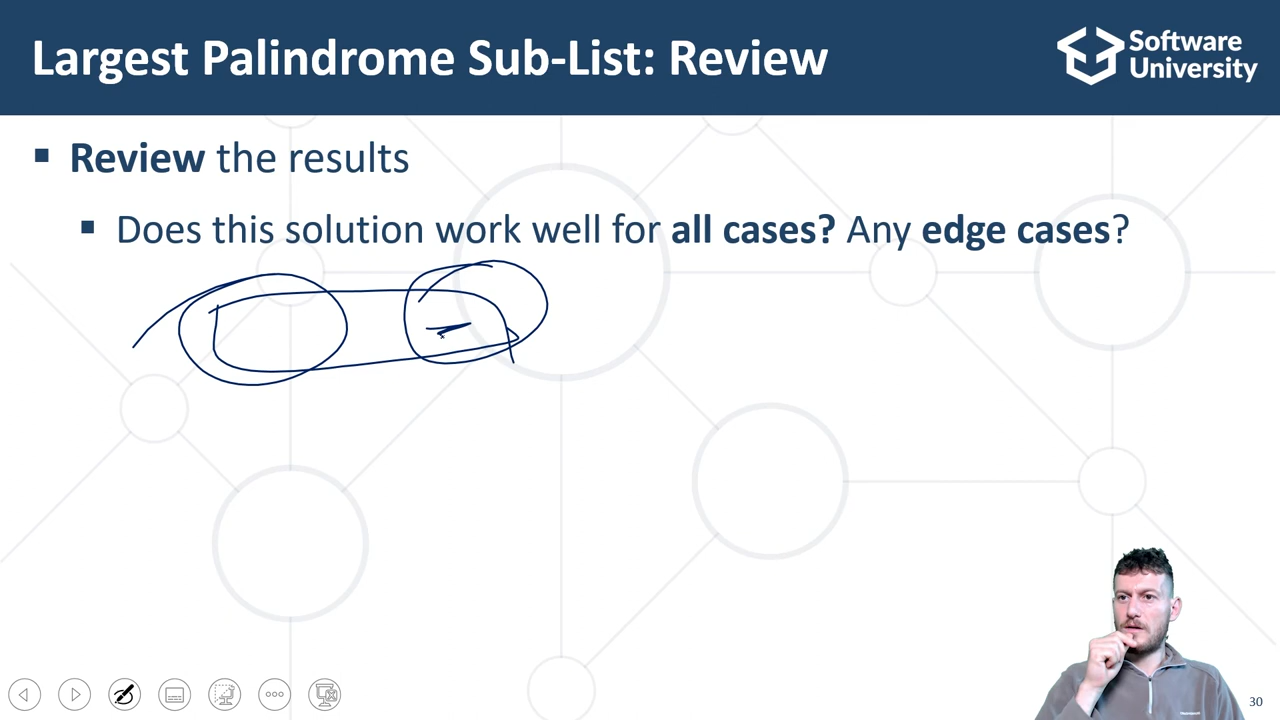 Largest Palindrome Sub-List: Review
Software
University
Review the results
Does this solution work well for all cases? Any edge cases?
30